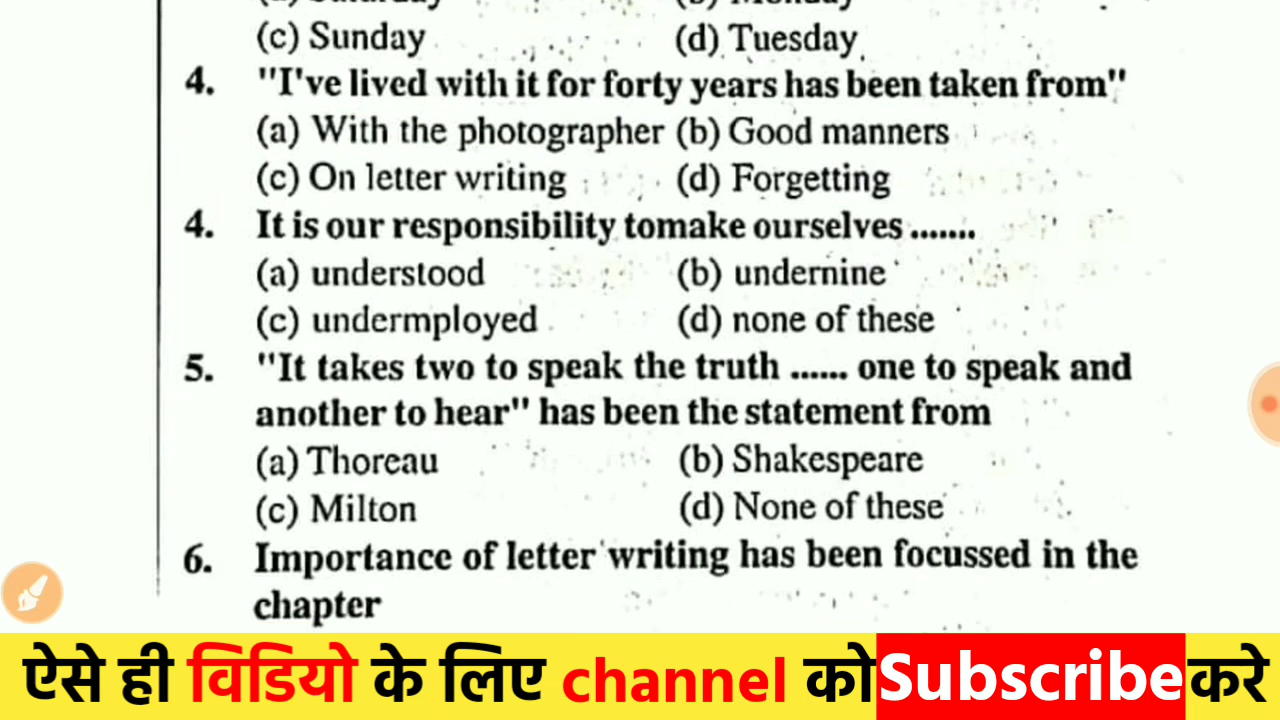 (c) Sunday (d) Tuesday
4. "I've lived with it for forty years has been taken from"
(a) With the photographer (b) Good manners
(c) On letter writing (d) Forgetting
4. It is our responsibility tomake ourselves .......
(a) understood (b) undernine
(c) undermployed (d) none of these
5. "It takes two to speak the truth ...... one to speak and
another to hear" has been the statement from
(a) Thoreau (b) Shakespeare
(c) Milton (d) None of these
6. Importance of letter writing has been focussed in the
chapter
ऐसे ही विडियो के लिए channel को Subscribe करे